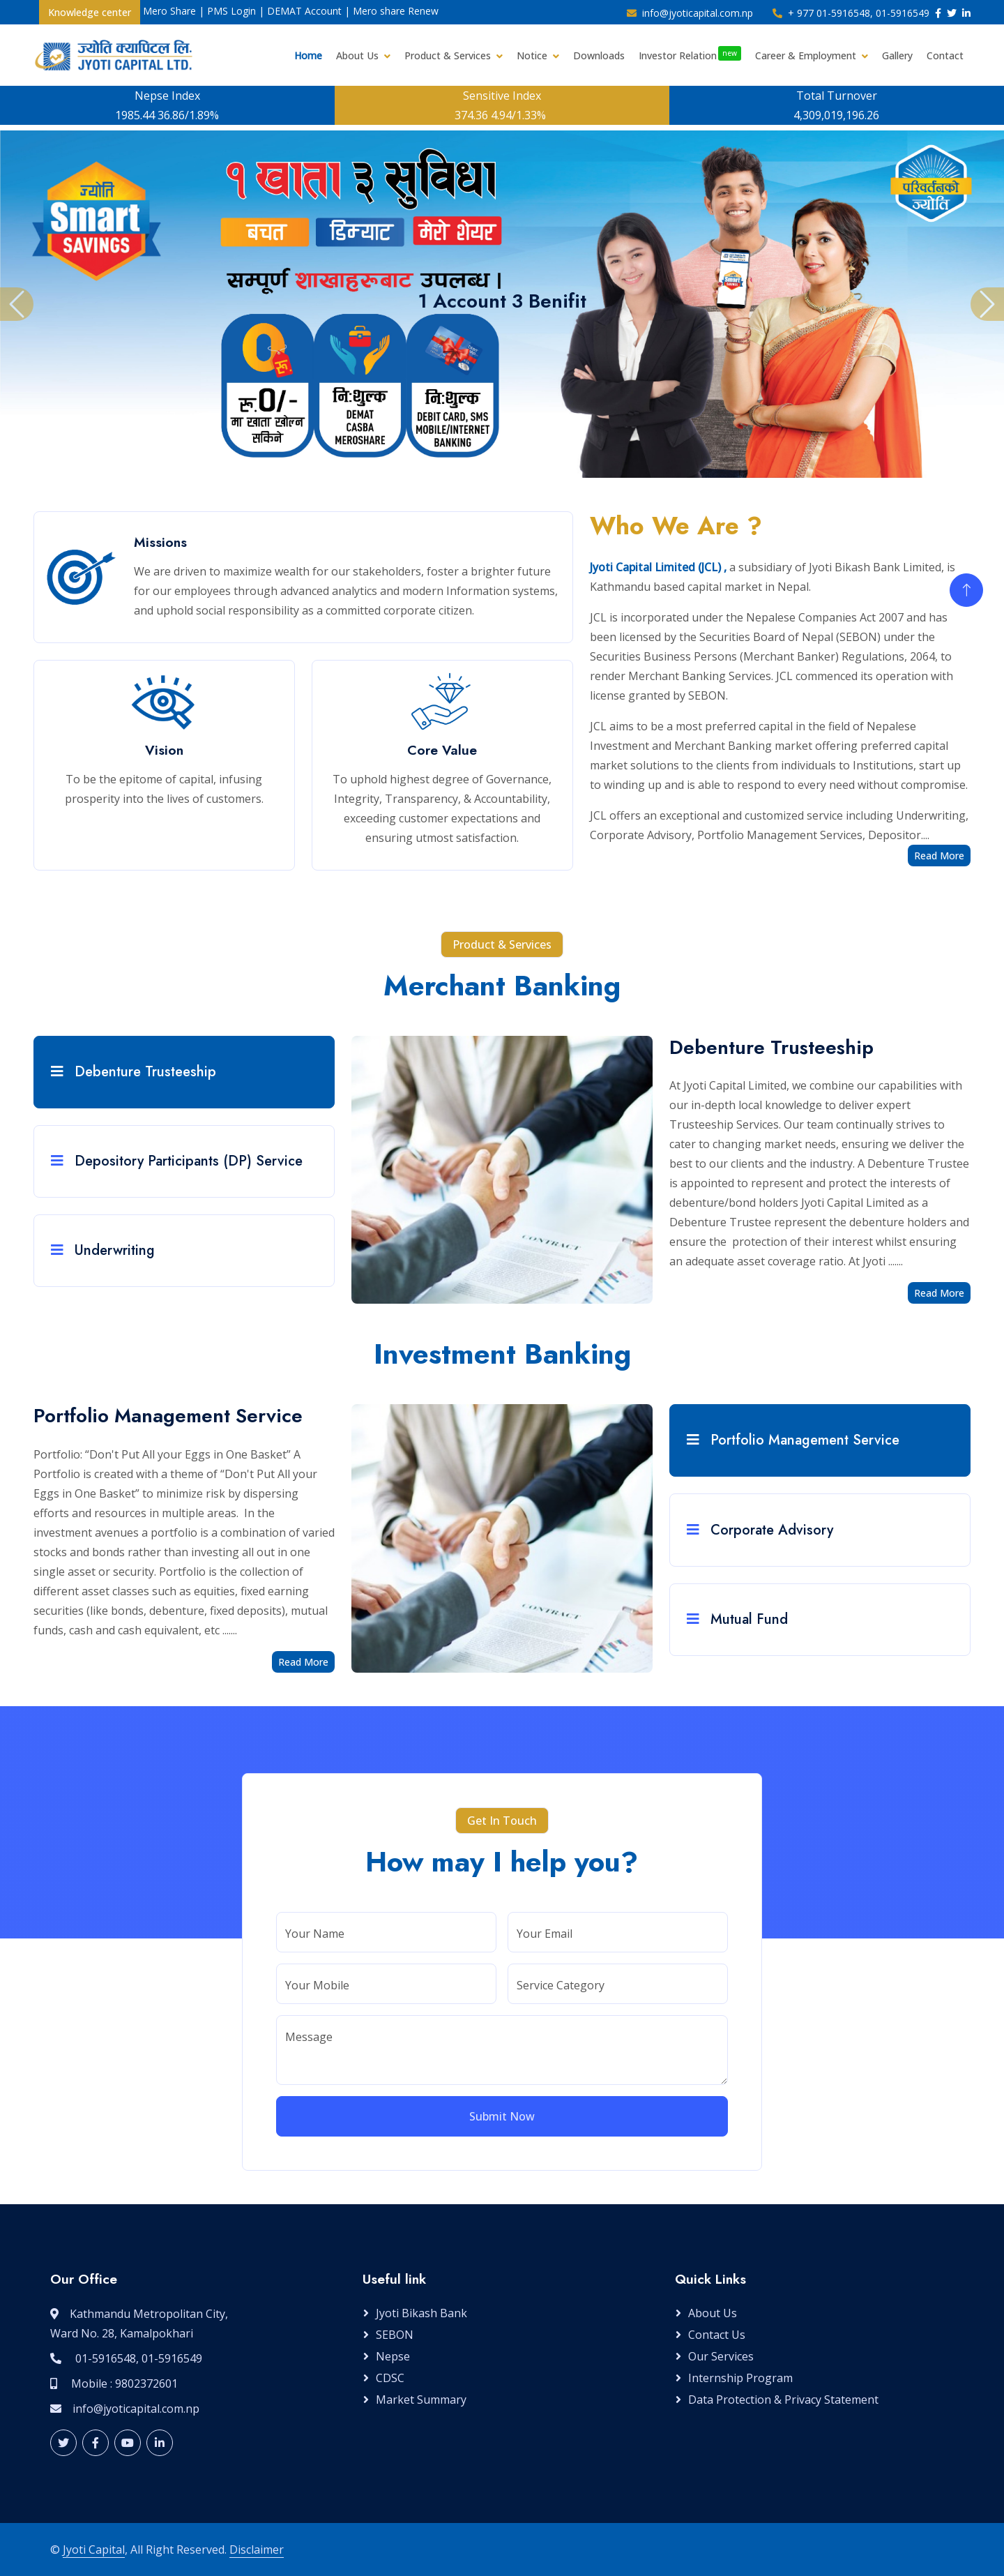 Knowledge center
Mero Share | PMS Login | DEMAT Account | Mero share Renew
info@jyoticapital.com.np
+ 977 01-5916548, 01-5916549
ज्योति क्यापिटल लि.
JYOTI CAPITAL LTD.
Home
About Us
Product & Services
Notice
Downloads
Investor Relation
new
Career & Employment
Gallery
Contact
Nepse Index
1985.44 36.86/1.89%
Sensitive Index
374.36 4.94/1.33%
Total Turnover
4,309,019,196.26
ज्योति
Smart
SAVINGS
१ खाता ३ सुविधा
बचत
डिम्याट
मेरो शेयर
सम्पूर्ण शाखाहरूबाट उपलब्ध ।
1 Account 3 Benifit
परिवर्तनको
ज्योति
रु.0/-
मा खाता खोल्न
सकिने
नि:शुल्क
DEMAT
CASBA
MEROSHARE
नि:शुल्क
DEBIT CARD, SMS
MOBILE/INTERNET
BANKING
Missions
We are driven to maximize wealth for our stakeholders, foster a brighter future
for our employees through advanced analytics and modern Information systems,
and uphold social responsibility as a committed corporate citizen.
Vision
To be the epitome of capital, infusing
prosperity into the lives of customers.
Core Value
To uphold highest degree of Governance,
Integrity, Transparency, & Accountability,
exceeding customer expectations and
ensuring utmost satisfaction.
Who We Are ?
Jyoti Capital Limited (JCL) , a subsidiary of Jyoti Bikash Bank Limited, is
Kathmandu based capital market in Nepal.
JCL is incorporated under the Nepalese Companies Act 2007 and has
been licensed by the Securities Board of Nepal (SEBON) under the
Securities Business Persons (Merchant Banker) Regulations, 2064, to
render Merchant Banking Services. JCL commenced its operation with
license granted by SEBON.
JCL aims to be a most preferred capital in the field of Nepalese
Investment and Merchant Banking market offering preferred capital
market solutions to the clients from individuals to Institutions, start up
to winding up and is able to respond to every need without compromise.
JCL offers an exceptional and customized service including Underwriting,
Corporate Advisory, Portfolio Management Services, Depositor....
Read More
Product & Services
Merchant Banking
Debenture Trusteeship
Depository Participants (DP) Service
Underwriting
CONTRACT
Debenture Trusteeship
At Jyoti Capital Limited, we combine our capabilities with
our in-depth local knowledge to deliver expert
Trusteeship Services. Our team continually strives to
cater to changing market needs, ensuring we deliver the
best to our clients and the industry. A Debenture Trustee
is appointed to represent and protect the interests of
debenture/bond holders Jyoti Capital Limited as a
Debenture Trustee represent the debenture holders and
ensure the  protection of their interest whilst ensuring
an adequate asset coverage ratio. At Jyoti .......
Read More
Investment Banking
Portfolio Management Service
Portfolio: “Don't Put All your Eggs in One Basket” A
Portfolio is created with a theme of “Don't Put All your
Eggs in One Basket” to minimize risk by dispersing
efforts and resources in multiple areas.  In the
investment avenues a portfolio is a combination of varied
stocks and bonds rather than investing all out in one
single asset or security. Portfolio is the collection of
different asset classes such as equities, fixed earning
securities (like bonds, debenture, fixed deposits), mutual
funds, cash and cash equivalent, etc .......
Read More
CONTRACT
Portfolio Management Service
Corporate Advisory
Mutual Fund
Get In Touch
How may I help you?
Your Name
Your Email
Your Mobile
Service Category
Message
Submit Now
Our Office
Kathmandu Metropolitan City,
Ward No. 28, Kamalpokhari
01-5916548, 01-5916549
Mobile : 9802372601
info@jyoticapital.com.np
Useful link
Jyoti Bikash Bank
SEBON
Nepse
CDSC
Market Summary
Quick Links
About Us
Contact Us
Our Services
Internship Program
Data Protection & Privacy Statement
© Jyoti Capital, All Right Reserved. Disclaimer